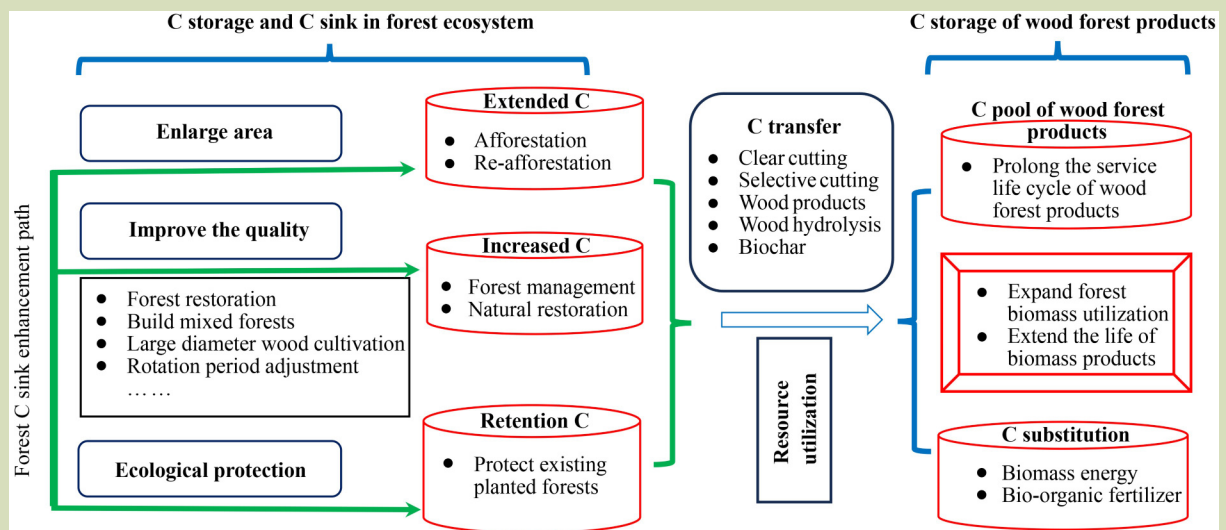 C storage and C sink in forest ecosystem
C storage of wood forest products
Forest C sink enhancement path
Enlarge area
Improve the quality
● Forest restoration
● Build mixed forests
● Large diameter wood cultivation
● Rotation period adjustment
… …
Ecological protection
Extended C
● Afforestation
● Re-afforestation
Increased C
● Forest management
● Natural restoration
Retention C
● Protect existing
planted forests
C transfer
● Clear cutting
● Selective cutting
● Wood products
● Wood hydrolysis
● Biochar
Resource
utilization
C pool of wood forest
products
● Prolong the service
life cycle of wood
forest products
● Expand forest
biomass utilization
● Extend the life of
biomass products
C substitution
● Biomass energy
● Bio-organic fertilizer